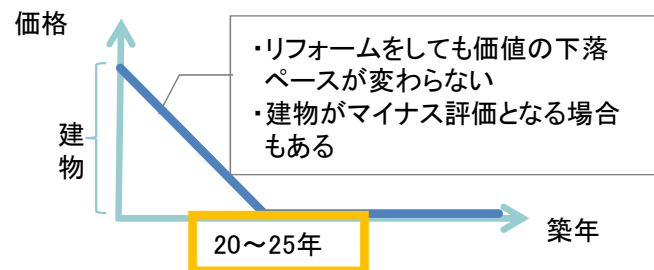 価格
・リフォームをしても価値の下落
ペースが変わらない
・建物がマイナス評価となる場合
もある
建
物
築年
20～25年